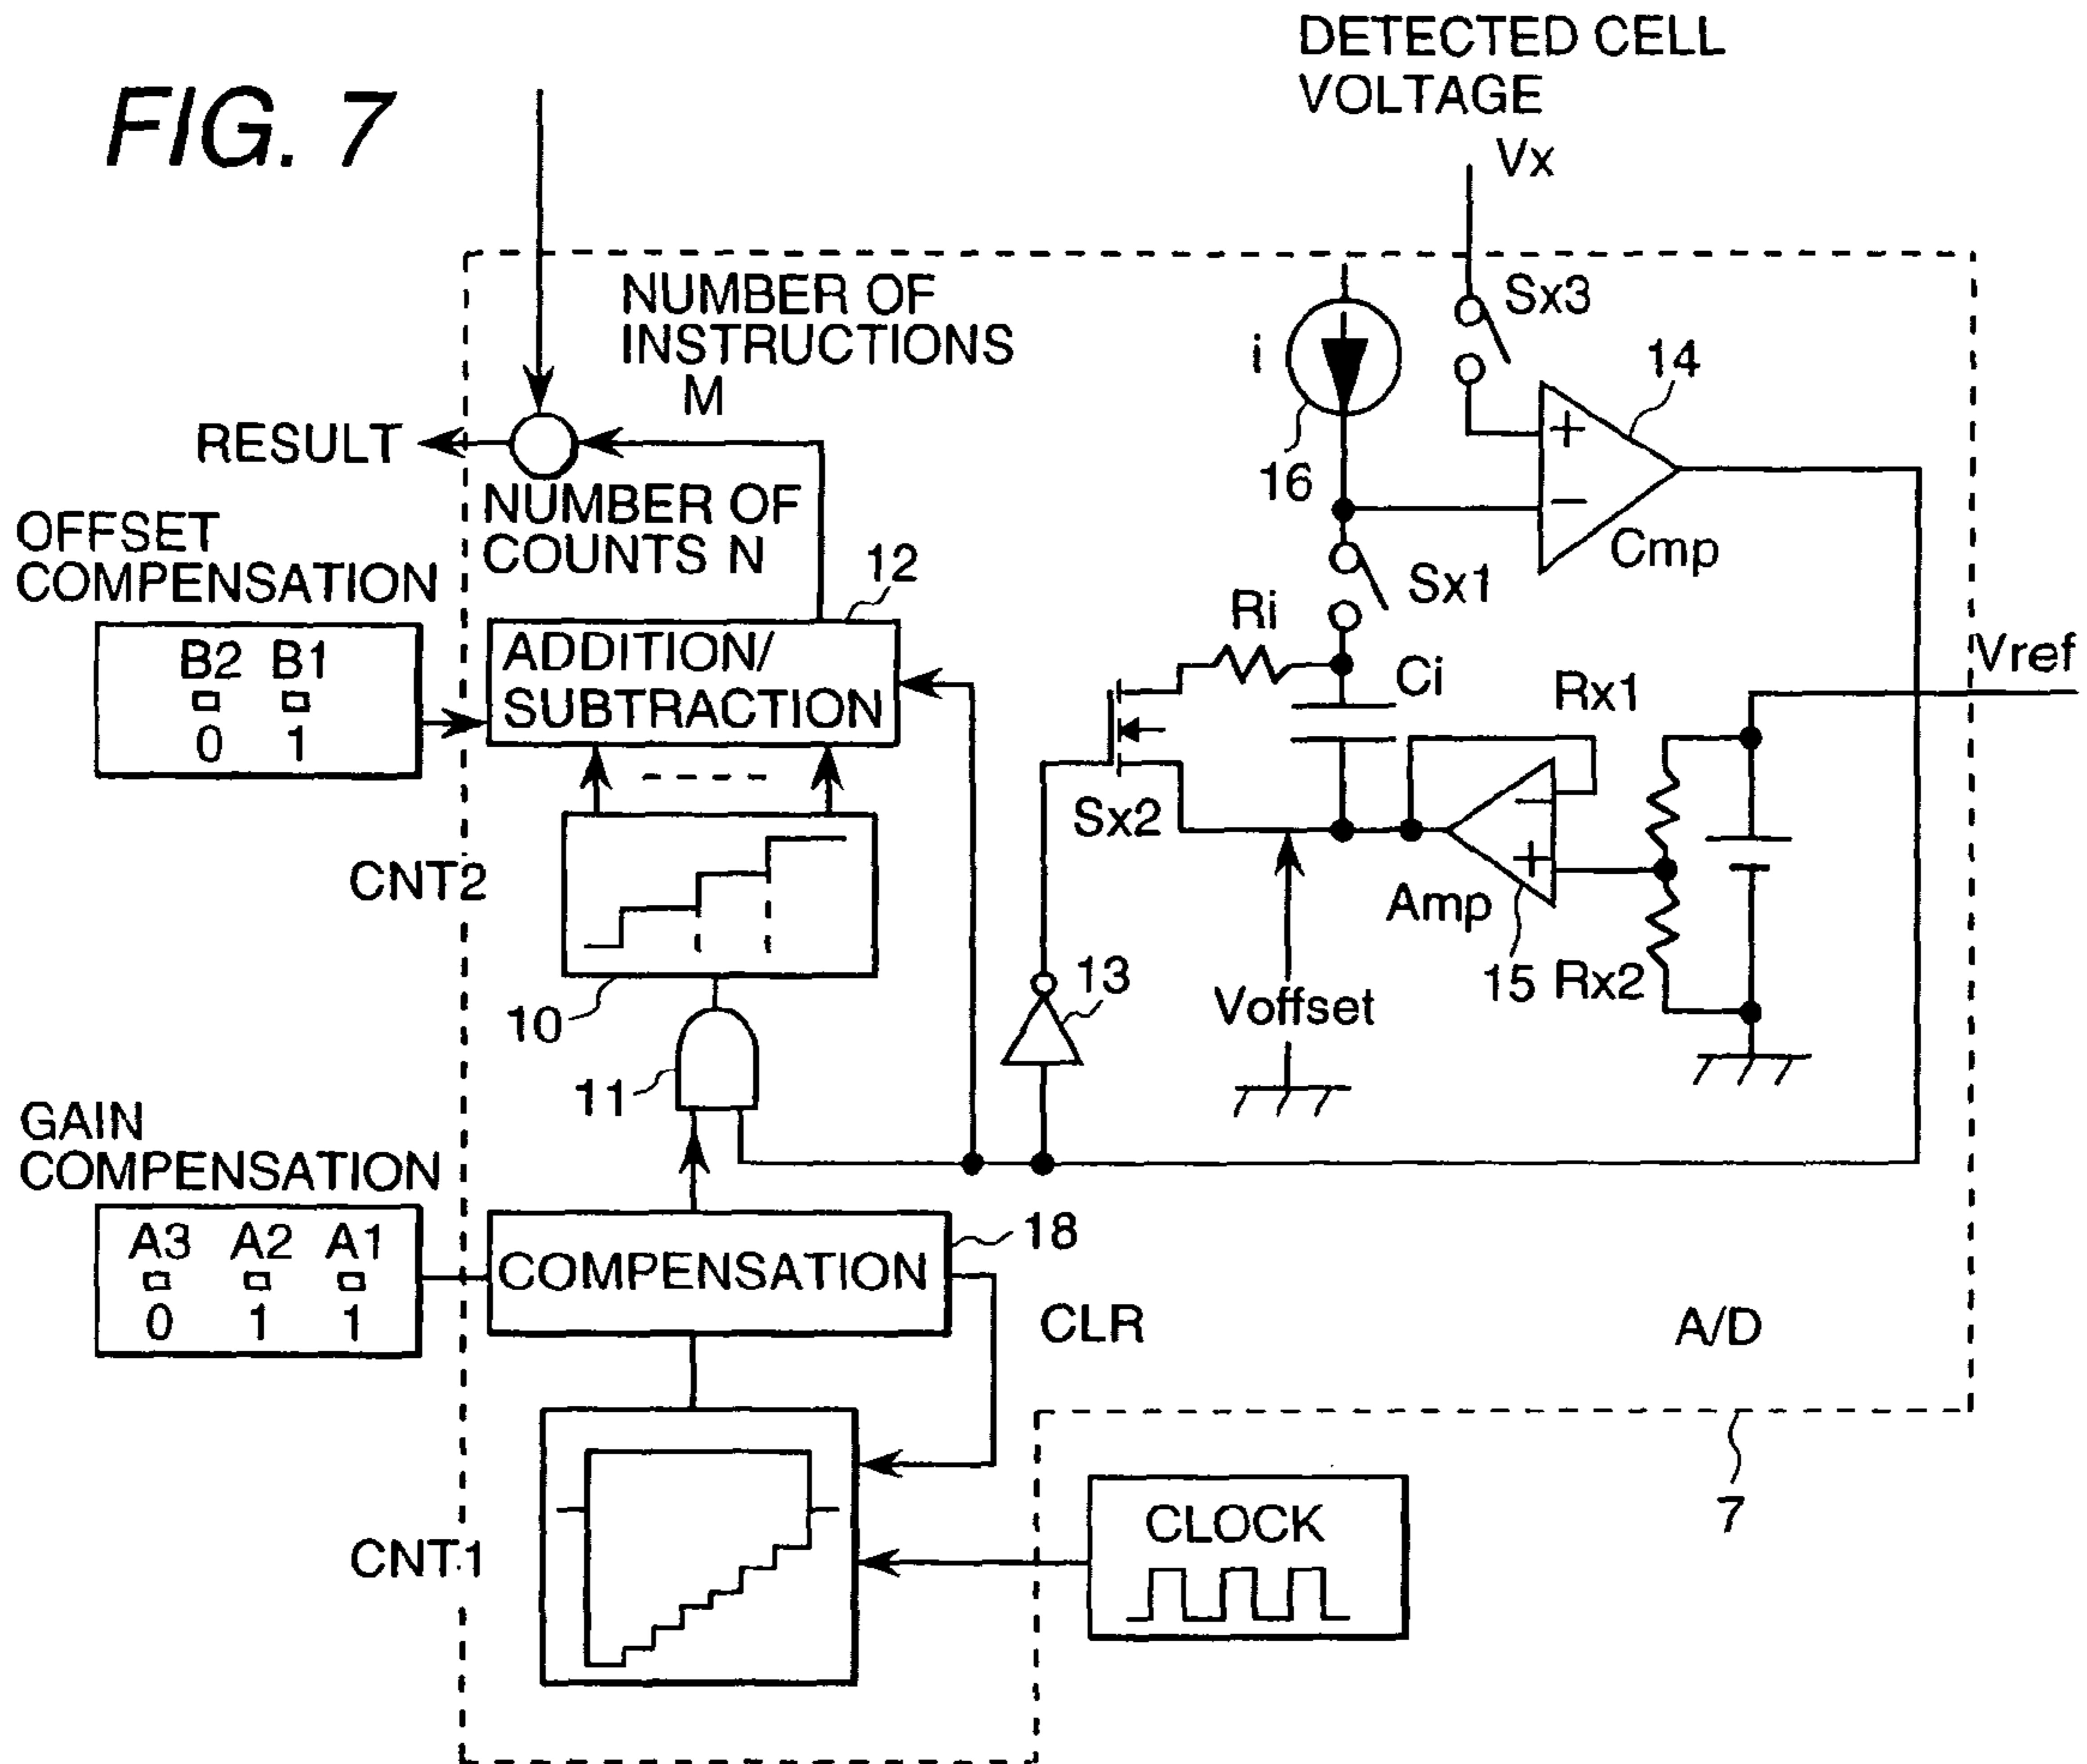 FIG. 7
DETECTED CELL
VOLTAGE
Vx
NUMBER OF
INSTRUCTIONS
M
Sx3
i
14
+
−
16
Cmp
RESULT
NUMBER OF
COUNTS N
OFFSET
COMPENSATION
12
Sx1
Ri
B2 B1
0 1
ADDITION/
SUBTRACTION
Ci
Rx1
Vref
Sx2
−
+
Amp
CNT2
15
Rx2
10
13
Voffset
11
GAIN
COMPENSATION
A3 A2 A1
0 1 1
COMPENSATION
18
CLR
A/D
CNT1
CLOCK
7